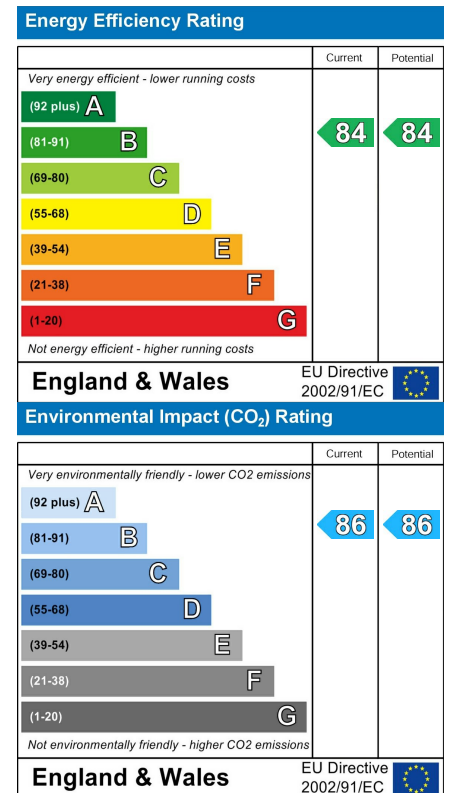 Energy Efficiency Rating
Current Potential
Very energy efficient - lower running costs
(92 plus) A
(81-91) B
84 84
(69-80) C
(55-68) D
(39-54) E
(21-38) F
(1-20) G
Not energy efficient - higher running costs
England & Wales
EU Directive
2002/91/EC
Environmental Impact (CO₂) Rating
Current Potential
Very environmentally friendly - lower CO2 emissions
(92 plus) A
(81-91) B
86 86
(69-80) C
(55-68) D
(39-54) E
(21-38) F
(1-20) G
Not environmentally friendly - higher CO2 emissions
England & Wales
EU Directive
2002/91/EC